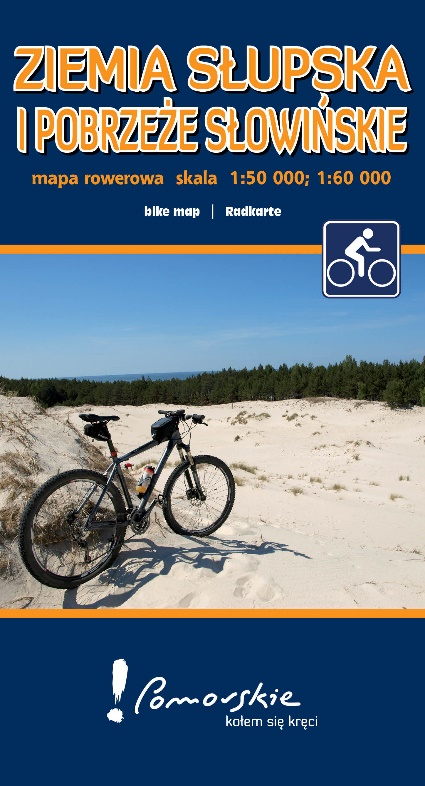 ZIEMIA SŁUPSKA
I POBRZEŻE SŁOWIŃSKIE
mapa rowerowa skala 1:50 000; 1:60 000
bike map | Radkarte
Pomorskie
kołem się kręci